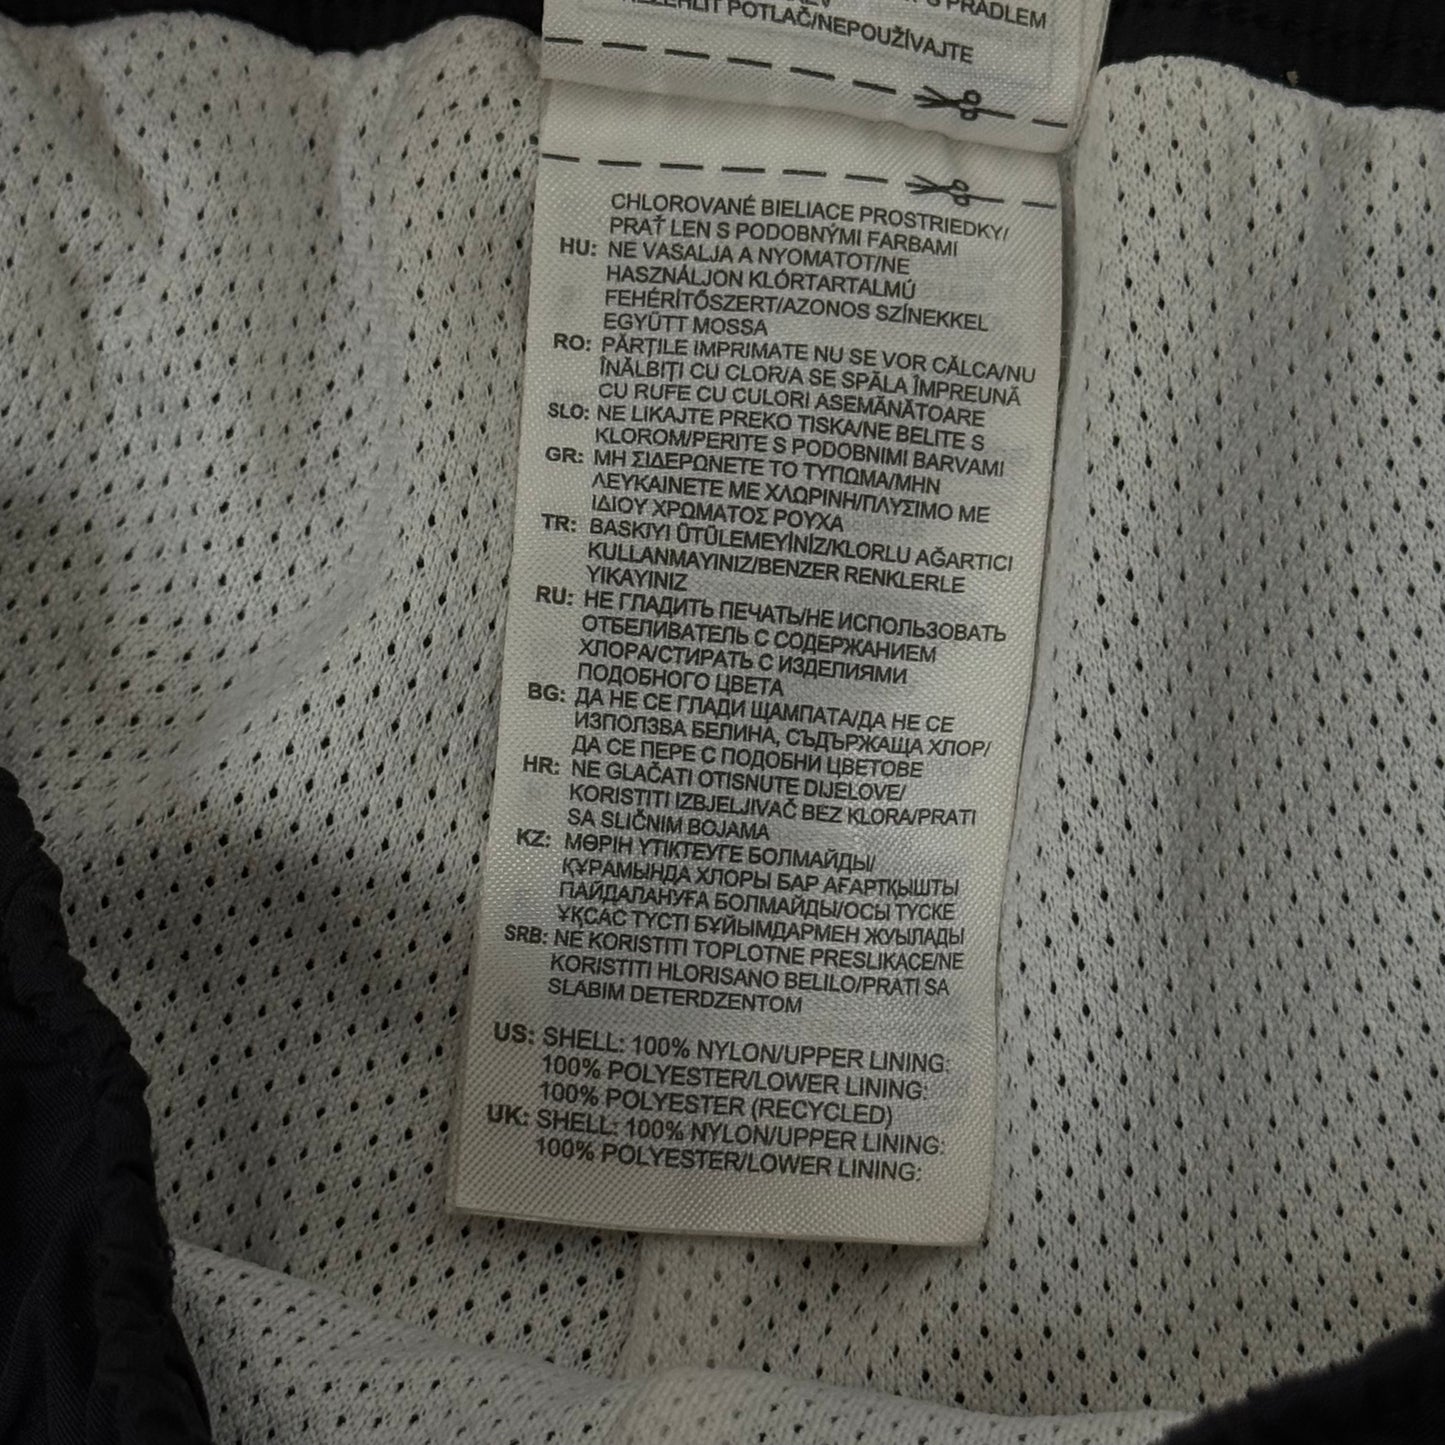 S PRÁDLEM
NEŽEHLIT POTLAČ/NEPOUŽÍVAJTE
CHLOROVANÉ BIELIACE PROSTRIEDKY/
PRAŤ LEN S PODOBNÝMI FARBAMI
HU: NE VASALJA A NYOMATOT/NE
HASZNÁLJON KLÓRTARTALMÚ
FEHÉRÍTŐSZERT/AZONOS SZÍNEKKEL
EGYÜTT MOSSA
RO: PĂRȚILE IMPRIMATE NU SE VOR CĂLCA/NU
ÎNĂLBIȚI CU CLOR/A SE SPĂLA ÎMPREUNĂ
CU RUFE CU CULORI ASEMĂNĂTOARE
SLO: NE LIKAJTE PREKO TISKA/NE BELITE S
KLOROM/PERITE S PODOBNIMI BARVAMI
GR: ΜΗ ΣΙΔΕΡΩΝΕΤΕ ΤΟ ΤΥΠΩΜΑ/ΜΗΝ
ΛΕΥΚΑΙΝΕΤΕ ΜΕ ΧΛΩΡΙΝΗ/ΠΛΥΣΙΜΟ ΜΕ
ΙΔΙΟΥ ΧΡΩΜΑΤΟΣ ΡΟΥΧΑ
TR: BASKIYI ÜTÜLEMEYİNİZ/KLORLU AĞARTICI
KULLANMAYINIZ/BENZER RENKLERLE
YIKAYINIZ
RU: НЕ ГЛАДИТЬ ПЕЧАТЬ/НЕ ИСПОЛЬЗОВАТЬ
ОТБЕЛИВАТЕЛЬ С СОДЕРЖАНИЕМ
ХЛОРА/СТИРАТЬ С ИЗДЕЛИЯМИ
ПОДОБНОГО ЦВЕТА
BG: ДА НЕ СЕ ГЛАДИ ЩАМПАТА/ДА НЕ СЕ
ИЗПОЛЗВА БЕЛИНА, СЪДЪРЖАЩА ХЛОР/
ДА СЕ ПЕРЕ С ПОДОБНИ ЦВЕТОВЕ
HR: NE GLAČATI OTISNUTE DIJELOVE/
KORISTITI IZBJELJIVAČ BEZ KLORA/PRATI
SA SLIČNIM BOJAMA
KZ: МӨРІН ҮТІКТЕУГЕ БОЛМАЙДЫ/
ҚҰРАМЫНДА ХЛОРЫ БАР АҒАРТҚЫШТЫ
ПАЙДАЛАНУҒА БОЛМАЙДЫ/ОСЫ ТҮСКЕ
ҰҚСАС ТҮСТІ БҰЙЫМДАРМЕН ЖУЫЛАДЫ
SRB: NE KORISTITI TOPLOTNE PRESLIKACE/NE
KORISTITI HLORISANO BELILO/PRATI SA
SLABIM DETERDZENTOM
US: SHELL: 100% NYLON/UPPER LINING:
100% POLYESTER/LOWER LINING:
100% POLYESTER (RECYCLED)
UK: SHELL: 100% NYLON/UPPER LINING:
100% POLYESTER/LOWER LINING: